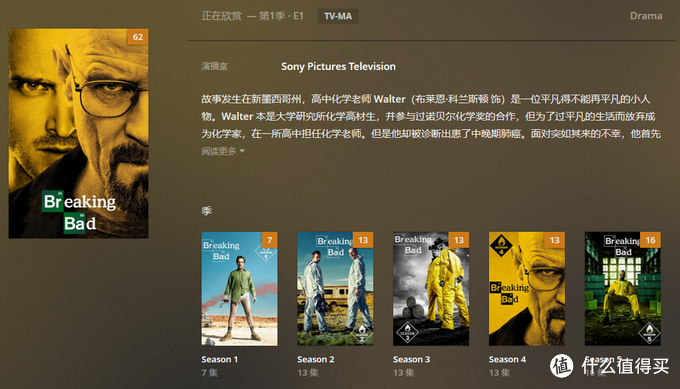 正在欣赏 — 第1季 · E1 TV-MA Drama
62
演播室 Sony Pictures Television
故事发生在新墨西哥州，高中化学老师 Walter（布莱恩·科兰斯顿 饰）是一位平凡得不能再平凡的小人
物。Walter 本是大学研究所化学高材生，并参与过诺贝尔化学奖的合作，但为了过平凡的生活而放弃成
为化学家，在一所高中担任化学老师。但是他却被诊断出患了中晚期肺癌。面对突如其来的不幸，他首先
阅读更多
Breaking
Bad
季
7 13 13 13 16
Breaking Bad
Breaking Bad
Breaking Bad
SEASON 3
Breaking Bad
4
Breaking Bad
5
Season 1 Season 2 Season 3 Season 4
7 集 13 集 13 集 13 集
值 什么值得买